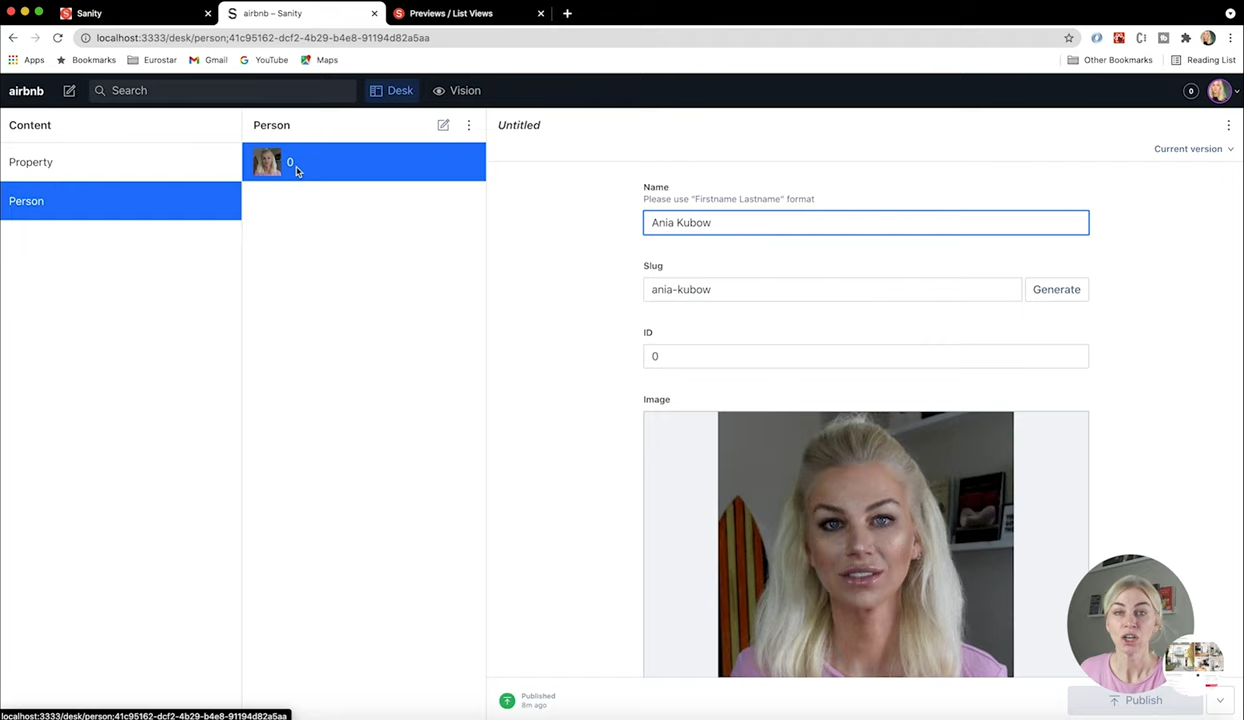 Sanity
airbnb – Sanity
Previews / List Views
localhost:3333/desk/person;41c95162-dcf2-4b29-b4e8-91194d82a5aa
Apps
Bookmarks
Eurostar
Gmail
YouTube
Maps
Other Bookmarks
Reading List
airbnb
Search
Desk
Vision
0
Content
Person
Untitled
Current version
Property
0
Person
Name
Please use "Firstname Lastname" format
Ania Kubow
Slug
ania-kubow
Generate
ID
0
Image
Published
8m ago
Publish
localhost:3333/desk/person;41c95162-dcf2-4b29-b4e8-91194d82a5aa